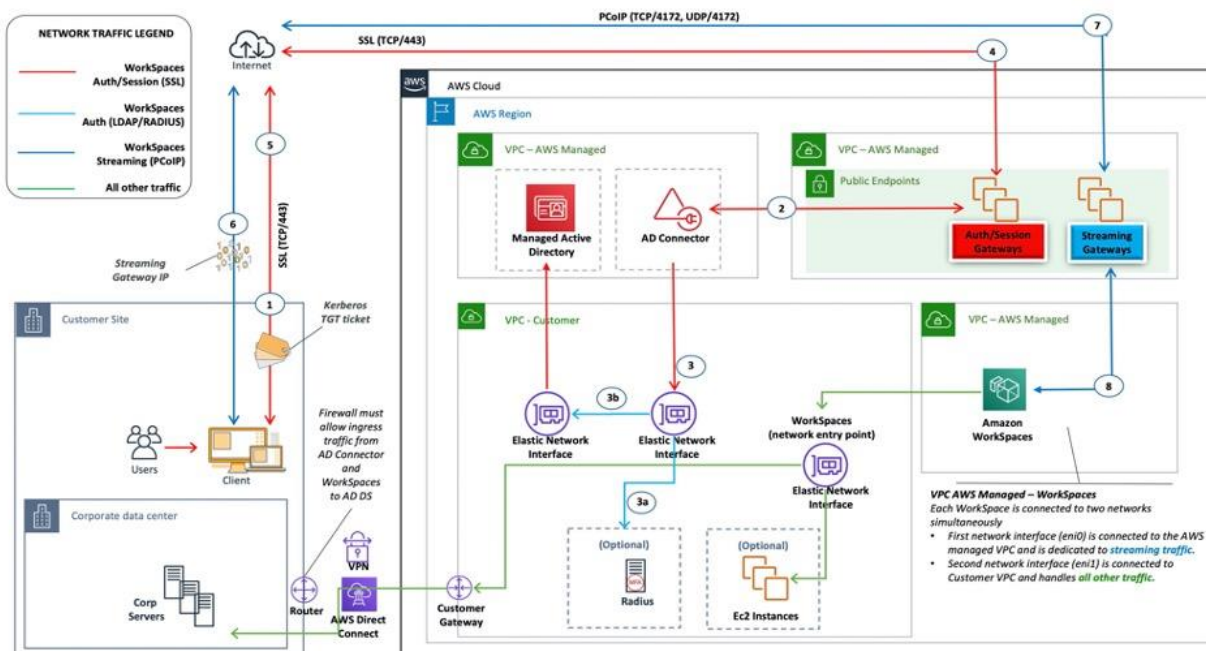 PCoIP (TCP/4172, UDP/4172)
7
NETWORK TRAFFIC LEGEND
WorkSpaces
Auth/Session (SSL)
WorkSpaces
Auth (LDAP/RADIUS)
WorkSpaces
Streaming (PCoIP)
All other traffic
Internet
SSL (TCP/443)
4
aws
AWS Cloud
AWS Region
VPC – AWS Managed
VPC – AWS Managed
Public Endpoints
5
SSL (TCP/443)
6
Streaming
Gateway IP
Managed Active
Directory
AD Connector
2
Auth/Session
Gateways
Streaming
Gateways
1
Kerberos
TGT ticket
Customer Site
VPC - Customer
VPC – AWS Managed
3
3b
8
Elastic Network
Interface
Elastic Network
Interface
WorkSpaces
(network entry point)
Elastic Network
Interface
Amazon
WorkSpaces
Firewall must
allow ingress
traffic from
AD Connector
and
WorkSpaces
to AD DS
Users
Client
3a
Corporate data center
Corp
Servers
Router
VPN
AWS Direct
Connect
Customer
Gateway
(Optional)
MFA
Radius
(Optional)
Ec2 Instances
VPC AWS Managed – WorkSpaces
Each WorkSpace is connected to two networks
simultaneously
• First network interface (eni0) is connected to the AWS
managed VPC and is dedicated to streaming traffic.
• Second network interface (eni1) is connected to
Customer VPC and handles all other traffic.